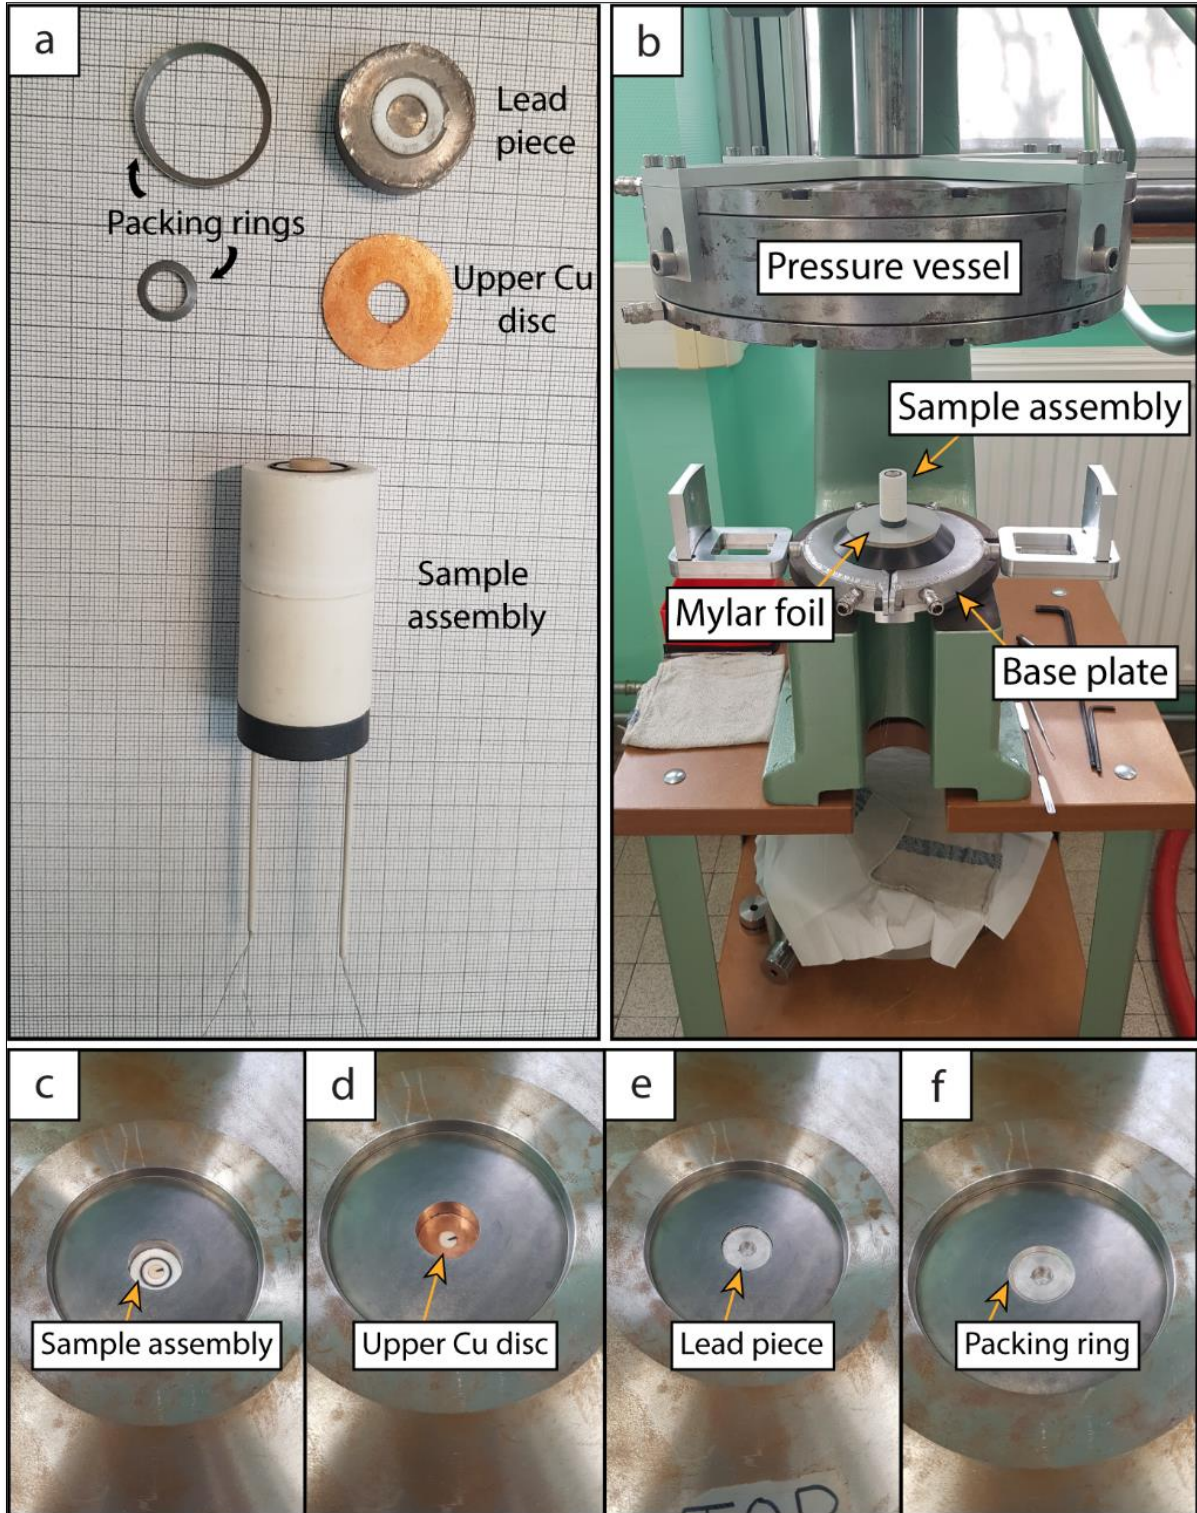 a
Lead
piece
Packing rings
Upper Cu
disc
Sample
assembly
b
Pressure vessel
Sample assembly
Mylar foil
Base plate
c
Sample assembly
d
Upper Cu disc
e
Lead piece
TOP
f
Packing ring